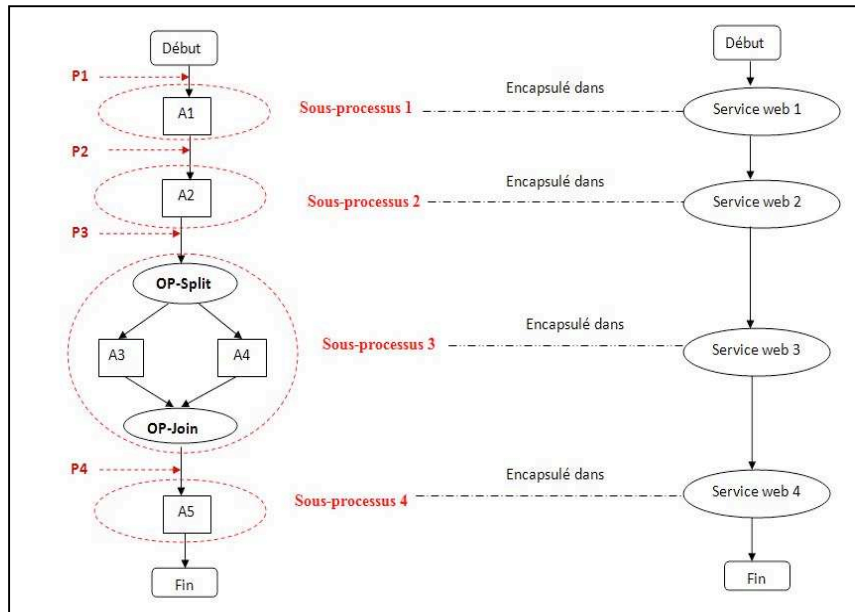 Début
Début
P1
Encapsulé dans
A1
Sous-processus 1
Service web 1
P2
Encapsulé dans
A2
Sous-processus 2
Service web 2
P3
OP-Split
Encapsulé dans
A3
A4
Sous-processus 3
Service web 3
OP-Join
P4
Encapsulé dans
A5
Sous-processus 4
Service web 4
Fin
Fin